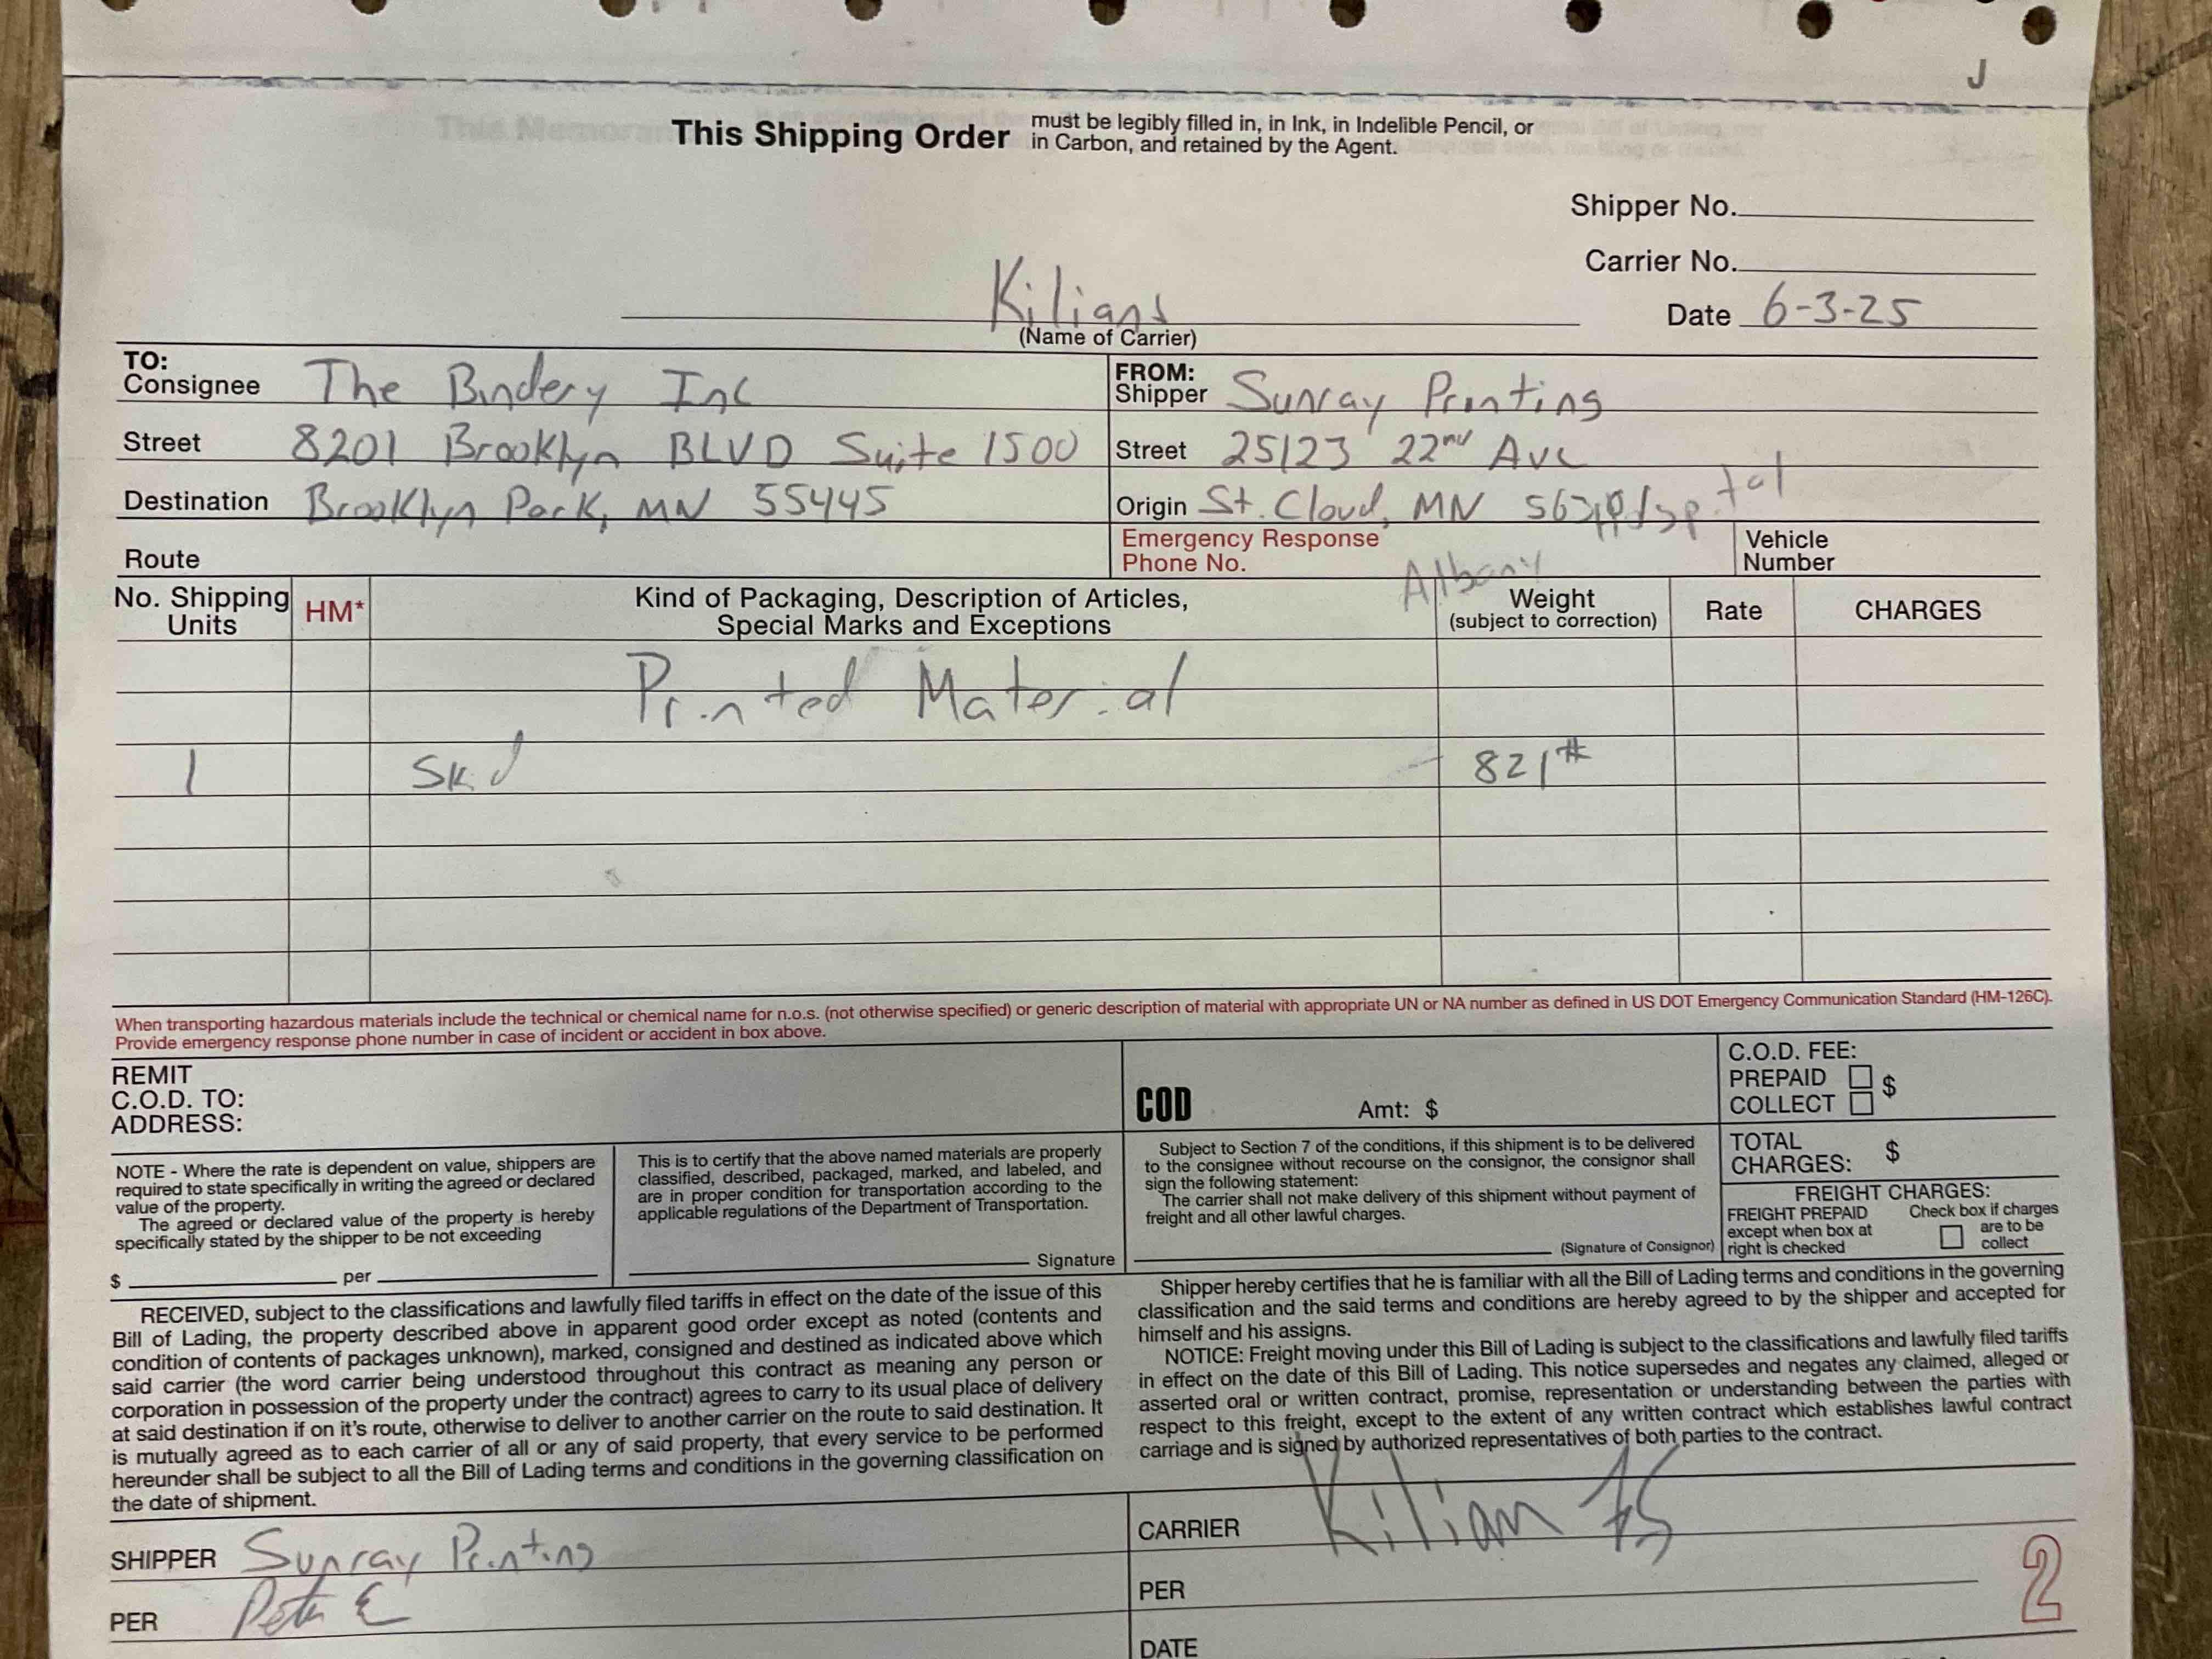 J
This Shipping Order must be legibly filled in, in Ink, in Indelible Pencil, or
in Carbon, and retained by the Agent.
Shipper No.
Carrier No.
Date 6-3-25
Kilians
(Name of Carrier)
TO:
Consignee The Bindery Inc
Street 8201 Brooklyn BLVD Suite 1500
Destination Brooklyn Park, MN 55445
Route
FROM:
Shipper Sunray Printing
Street 25123 22nd Ave
Origin St. Cloud, MN
Emergency Response
Phone No.
Albany
Vehicle
Number
No. Shipping
Units
HM*
Kind of Packaging, Description of Articles,
Special Marks and Exceptions
Weight
(subject to correction)
Rate
CHARGES
Printed Material
1 Skid 821#
When transporting hazardous materials include the technical or chemical name for n.o.s. (not otherwise specified) or generic description of material with appropriate UN or NA number as defined in US DOT Emergency Communication Standard (HM-126C).
Provide emergency response phone number in case of incident or accident in box above.
REMIT
C.O.D. TO:
ADDRESS:
COD Amt: $
C.O.D. FEE:
PREPAID $
COLLECT
NOTE - Where the rate is dependent on value, shippers are
required to state specifically in writing the agreed or declared
value of the property.
The agreed or declared value of the property is hereby
specifically stated by the shipper to be not exceeding
$ per
This is to certify that the above named materials are properly
classified, described, packaged, marked, and labeled, and
are in proper condition for transportation according to the
applicable regulations of the Department of Transportation.
Signature
Subject to Section 7 of the conditions, if this shipment is to be delivered
to the consignee without recourse on the consignor, the consignor shall
sign the following statement:
The carrier shall not make delivery of this shipment without payment of
freight and all other lawful charges.
(Signature of Consignor)
TOTAL
CHARGES: $
FREIGHT CHARGES:
FREIGHT PREPAID
except when box at
right is checked
Check box if charges
are to be
collect
RECEIVED, subject to the classifications and lawfully filed tariffs in effect on the date of the issue of this
Bill of Lading, the property described above in apparent good order except as noted (contents and
condition of contents of packages unknown), marked, consigned and destined as indicated above which
said carrier (the word carrier being understood throughout this contract as meaning any person or
corporation in possession of the property under the contract) agrees to carry to its usual place of delivery
at said destination if on it's route, otherwise to deliver to another carrier on the route to said destination. It
is mutually agreed as to each carrier of all or any of said property, that every service to be performed
hereunder shall be subject to all the Bill of Lading terms and conditions in the governing classification on
the date of shipment.
Shipper hereby certifies that he is familiar with all the Bill of Lading terms and conditions in the governing
classification and the said terms and conditions are hereby agreed to by the shipper and accepted for
himself and his assigns.
NOTICE: Freight moving under this Bill of Lading is subject to the classifications and lawfully filed tariffs
in effect on the date of this Bill of Lading. This notice supersedes and negates any claimed, alleged or
asserted oral or written contract, promise, representation or understanding between the parties with
respect to this freight, except to the extent of any written contract which establishes lawful contract
carriage and is signed by authorized representatives of both parties to the contract.
SHIPPER Sunray Printing
PER
CARRIER Kilian
PER
DATE
2